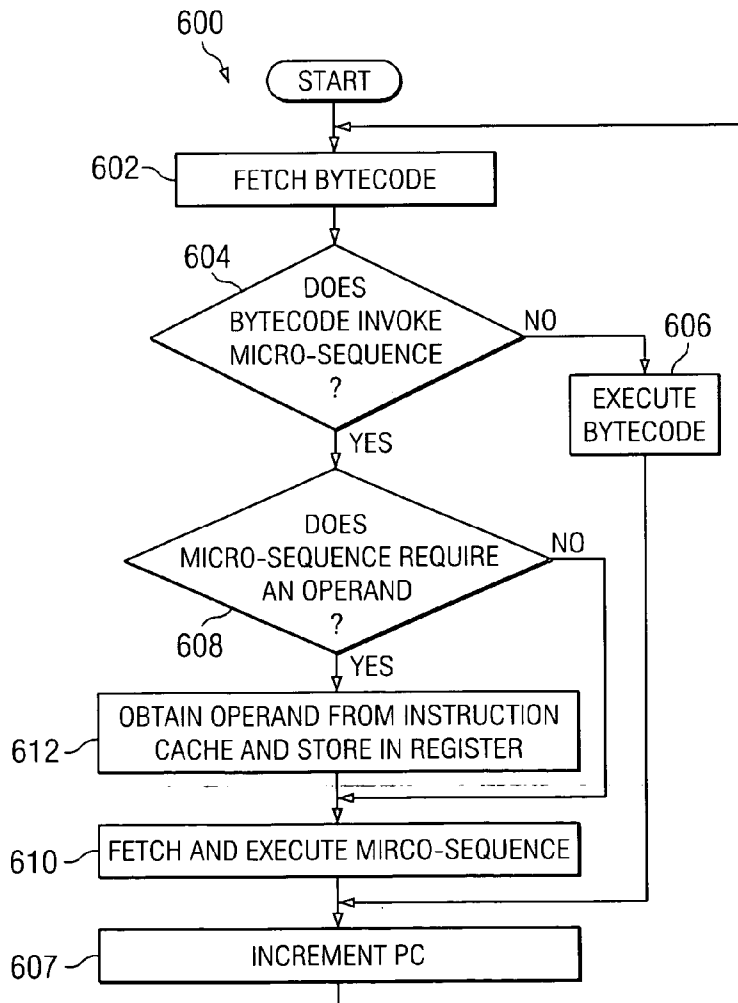 600
START
602
FETCH BYTECODE
604
DOES
BYTECODE INVOKE
MICRO-SEQUENCE
?
NO
606
EXECUTE
BYTECODE
YES
DOES
MICRO-SEQUENCE REQUIRE
AN OPERAND
?
NO
608
YES
OBTAIN OPERAND FROM INSTRUCTION
CACHE AND STORE IN REGISTER
612
FETCH AND EXECUTE MIRCO-SEQUENCE
610
INCREMENT PC
607